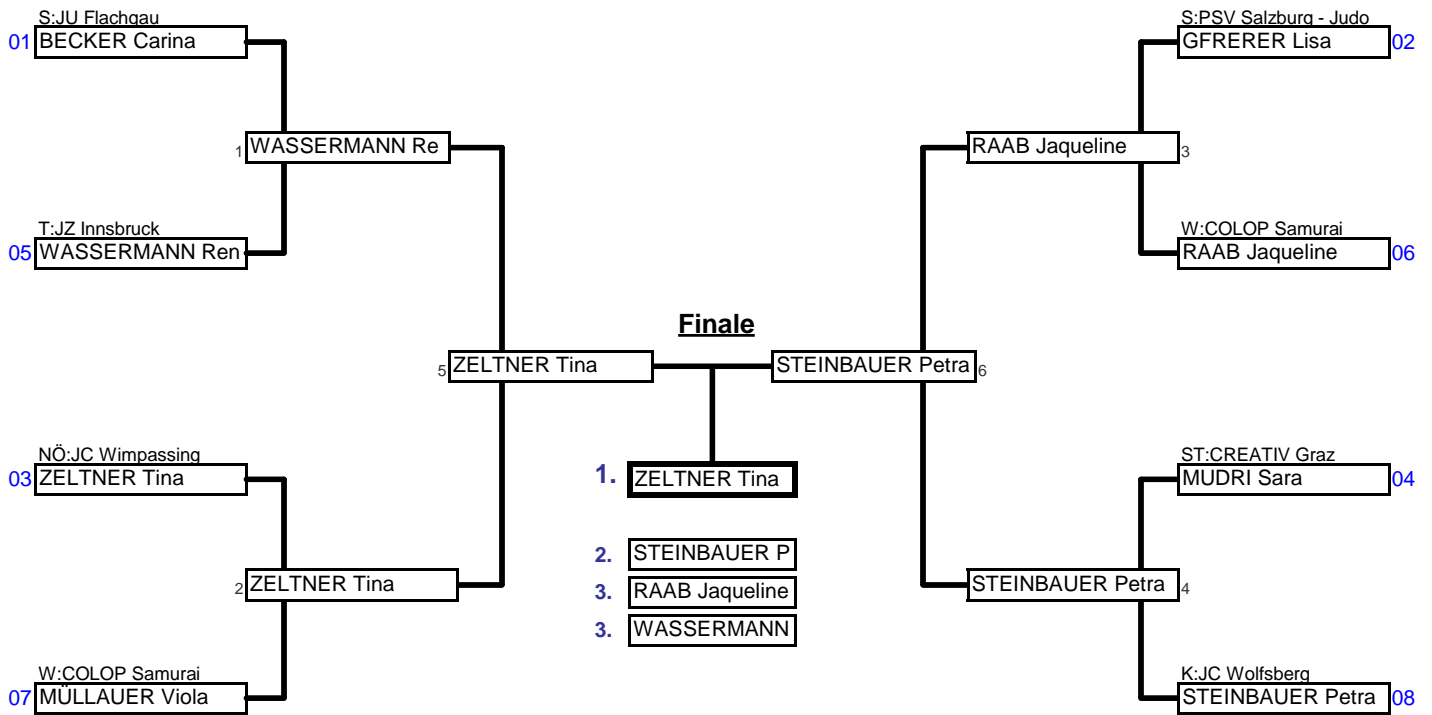 S:JU Flachgau
01 BECKER Carina
1 WASSERMANN Re
T:JZ Innsbruck
05 WASSERMANN Ren
5 ZELTNER Tina
NÖ:JC Wimpassing
03 ZELTNER Tina
2 ZELTNER Tina
W:COLOP Samurai
07 MÜLLAUER Viola
Finale
1. ZELTNER Tina
2. STEINBAUER P
3. RAAB Jaqueline
3. WASSERMANN
S:PSV Salzburg - Judo
GFRERER Lisa 02
RAAB Jaqueline 3
W:COLOP Samurai
RAAB Jaqueline 06
STEINBAUER Petra 6
ST:CREATIV Graz
MUDRI Sara 04
STEINBAUER Petra 4
K:JC Wolfsberg
STEINBAUER Petra 08